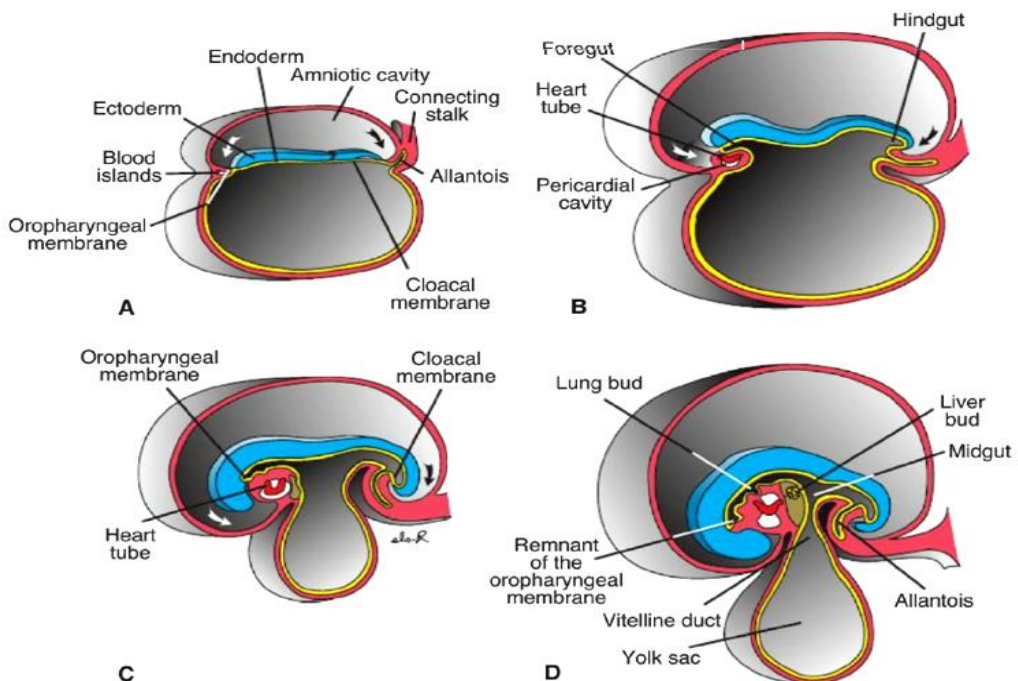 Endoderm
Amniotic cavity
Connecting
stalk
Ectoderm
Blood
islands
Allantois
Oropharyngeal
membrane
Cloacal
membrane
A
Hindgut
Foregut
Heart
tube
Pericardial
cavity
B
Oropharyngeal
membrane
Cloacal
membrane
Heart
tube
C
Lung bud
Liver
bud
Midgut
Remnant
of the
oropharyngeal
membrane
Allantois
Vitelline duct
Yolk sac
D